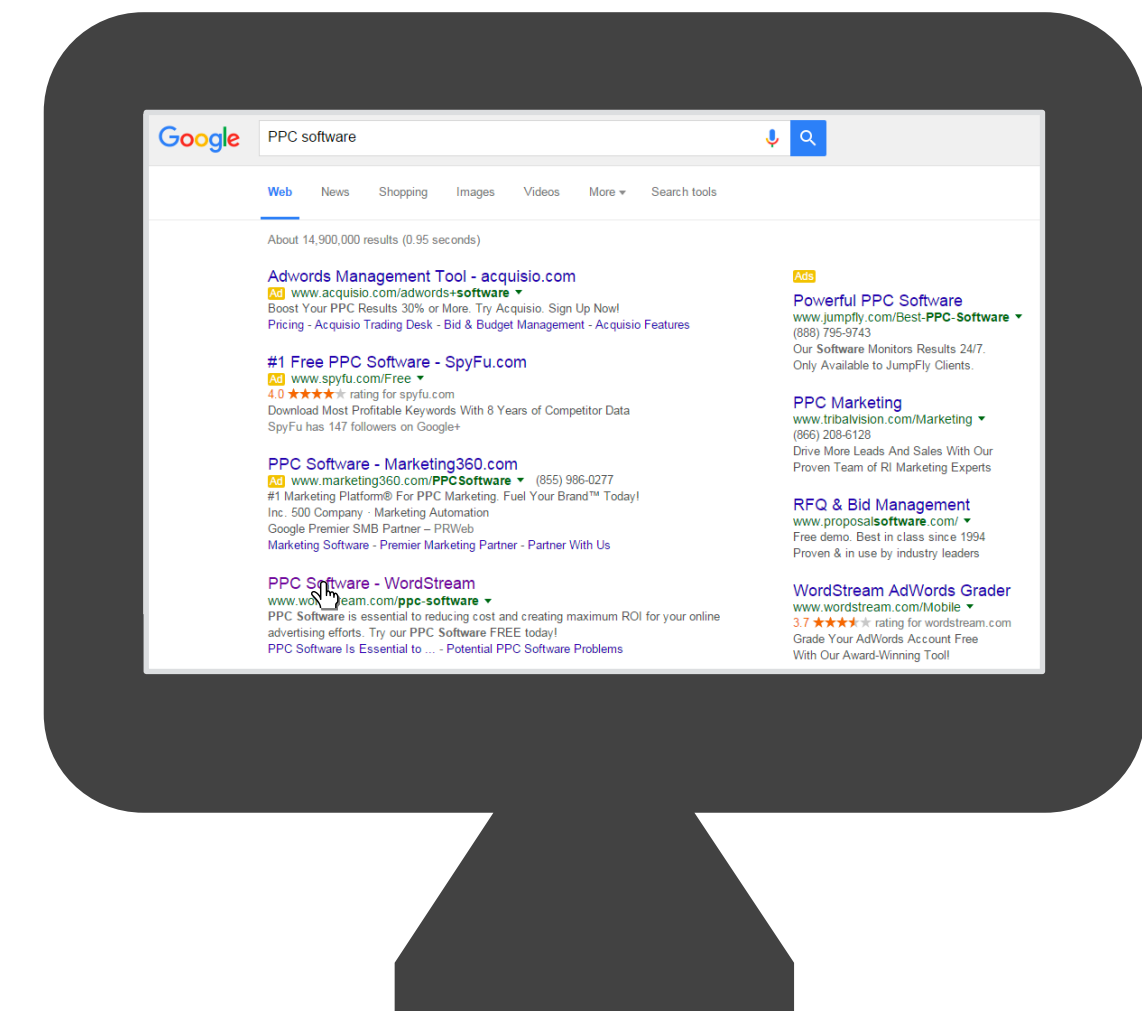 Google
PPC software
Web News Shopping Images Videos More Search tools
About 14,900,000 results (0.95 seconds)
Adwords Management Tool - acquisio.com
Ad www.acquisio.com/adwords+software
Boost Your PPC Results 30% or More. Try Acquisio. Sign Up Now!
Pricing - Acquisio Trading Desk - Bid & Budget Management - Acquisio Features
#1 Free PPC Software - SpyFu.com
Ad www.spyfu.com/Free
4.0 ★★★★★ rating for spyfu.com
Download Most Profitable Keywords With 8 Years of Competitor Data
SpyFu has 147 followers on Google+
PPC Software - Marketing360.com
Ad www.marketing360.com/PPCSoftware (855) 986-0277
#1 Marketing Platform® For PPC Marketing. Fuel Your Brand™ Today!
Inc. 500 Company · Marketing Automation
Google Premier SMB Partner – PRWeb
Marketing Software - Premier Marketing Partner - Partner With Us
PPC Software - WordStream
www.wordstream.com/ppc-software
PPC Software is essential to reducing cost and creating maximum ROI for your online
advertising efforts. Try our PPC Software FREE today!
PPC Software Is Essential to ... - Potential PPC Software Problems
Ads
Powerful PPC Software
www.jumpfly.com/Best-PPC-Software
(888) 795-9743
Our Software Monitors Results 24/7.
Only Available to JumpFly Clients.
PPC Marketing
www.tribalvision.com/Marketing
(866) 208-6128
Drive More Leads And Sales With Our
Proven Team of RI Marketing Experts
RFQ & Bid Management
www.proposalsoftware.com/
Free demo. Best in class since 1994
Proven & in use by industry leaders
WordStream AdWords Grader
www.wordstream.com/Mobile
3.7 ★★★★★ rating for wordstream.com
Grade Your AdWords Account Free
With Our Award-Winning Tool!